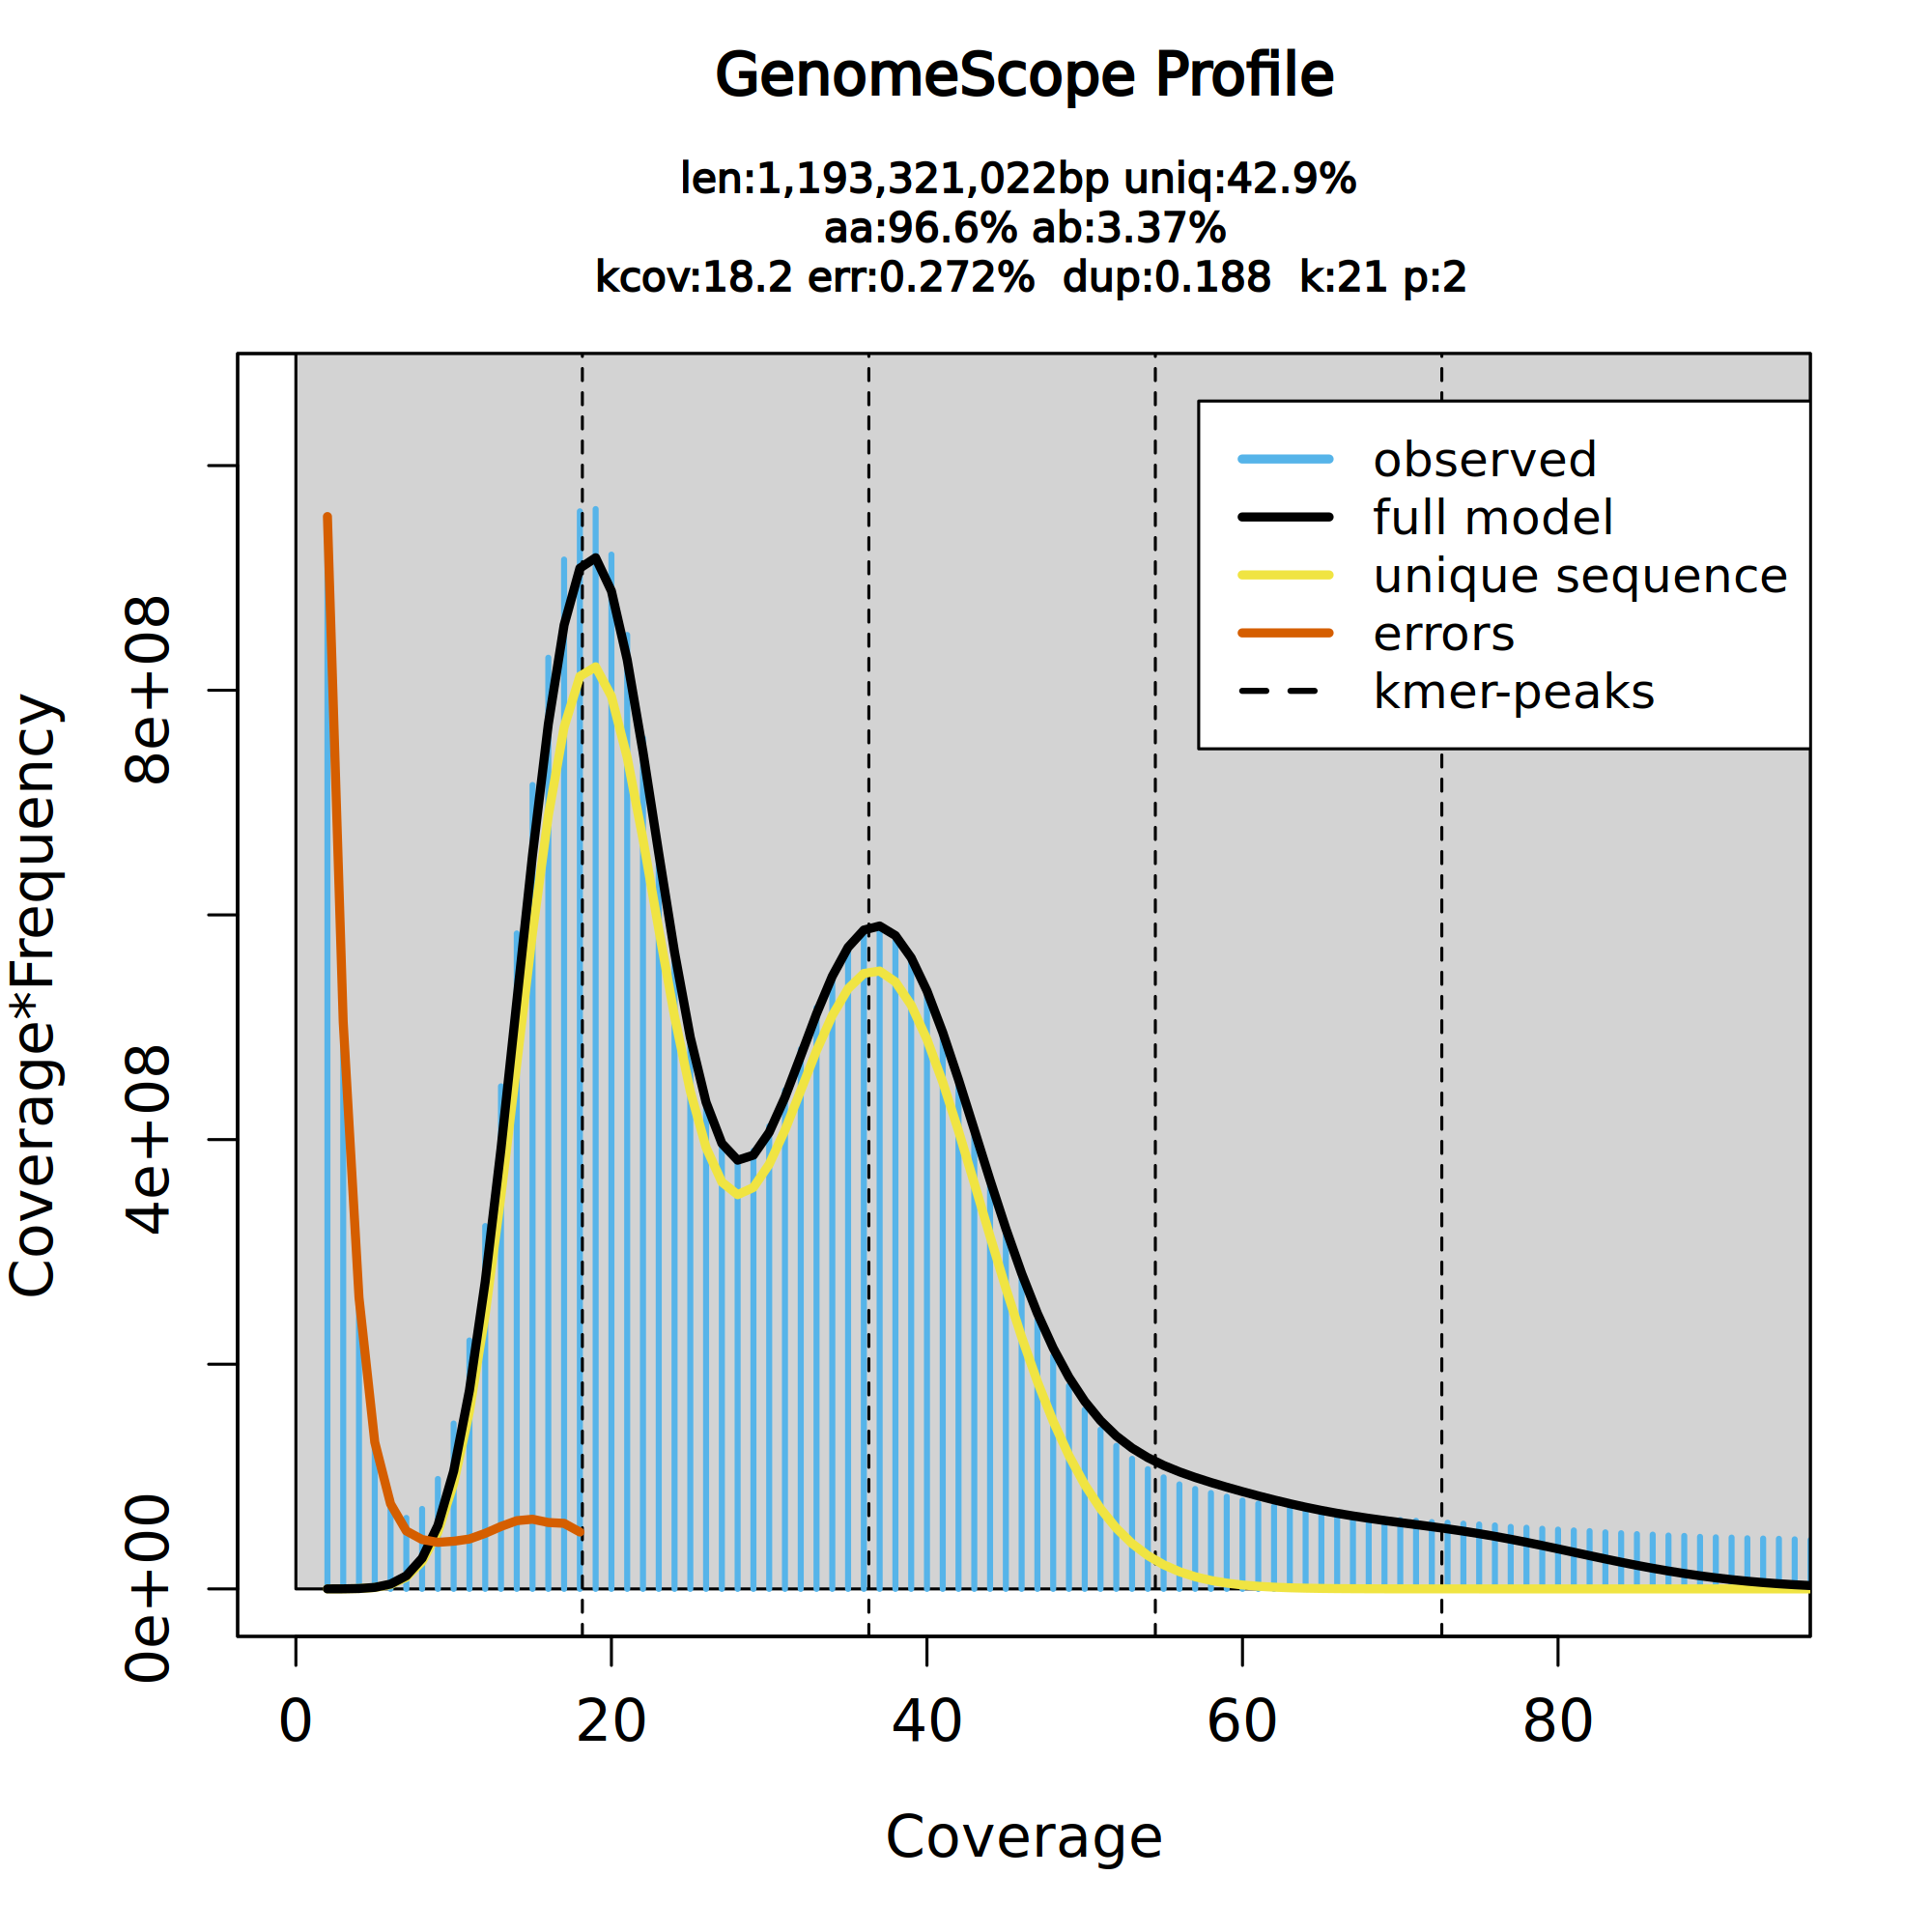 GenomeScope Profile
len:1,193,321,022bp uniq:42.9%
aa:96.6% ab:3.37%
kcov:18.2 err:0.272% dup:0.188 k:21 p:2
observed
full model
unique sequence
errors
kmer-peaks
Coverage*Frequency
8e+08
4e+08
0e+00
0 20 40 60 80
Coverage